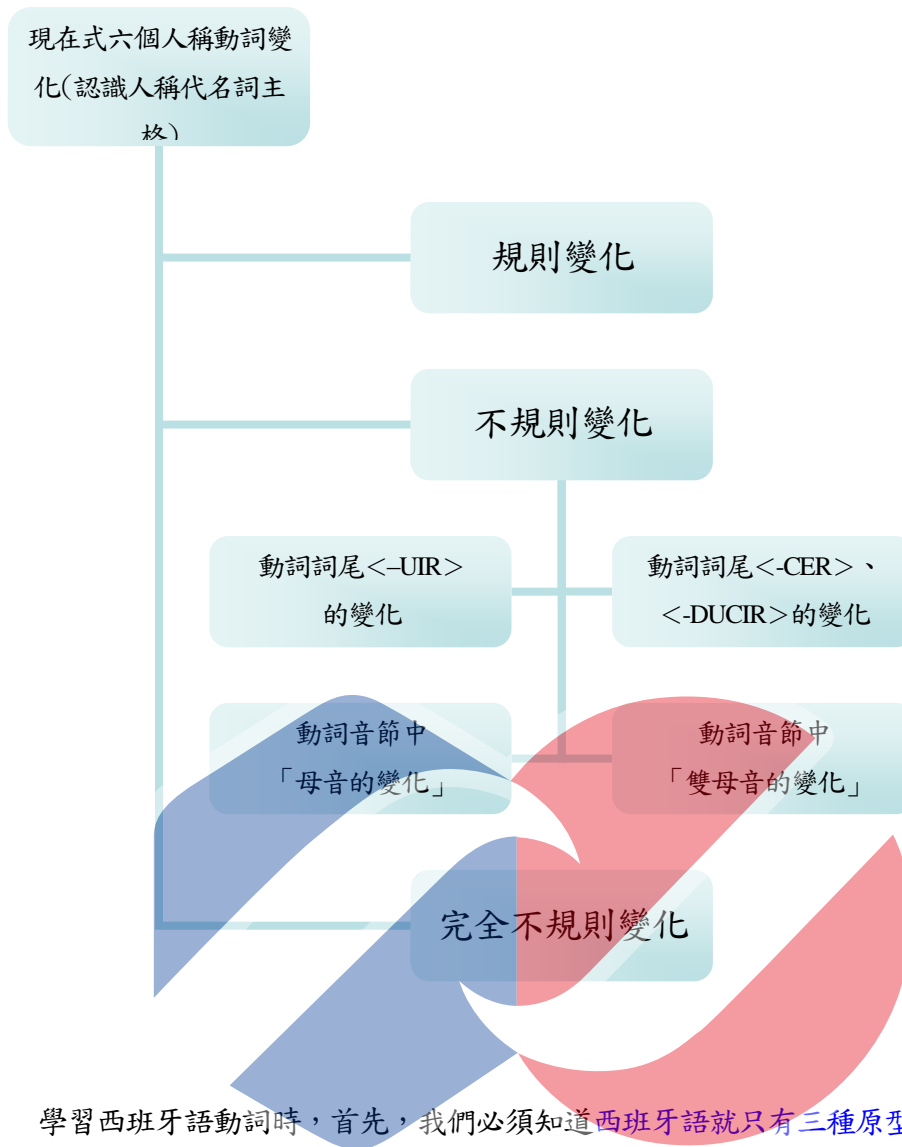 現在式六個人稱動詞變
化(認識人稱代名詞主
格)
規則變化
不規則變化
動詞詞尾<–UIR>
的變化
動詞詞尾<-CER>、
<-DUCIR>的變化
動詞音節中
「母音的變化」
動詞音節中
「雙母音的變化」
完全不規則變化
學習西班牙語動詞時，首先，我們必須知道西班牙語就只有三種原型